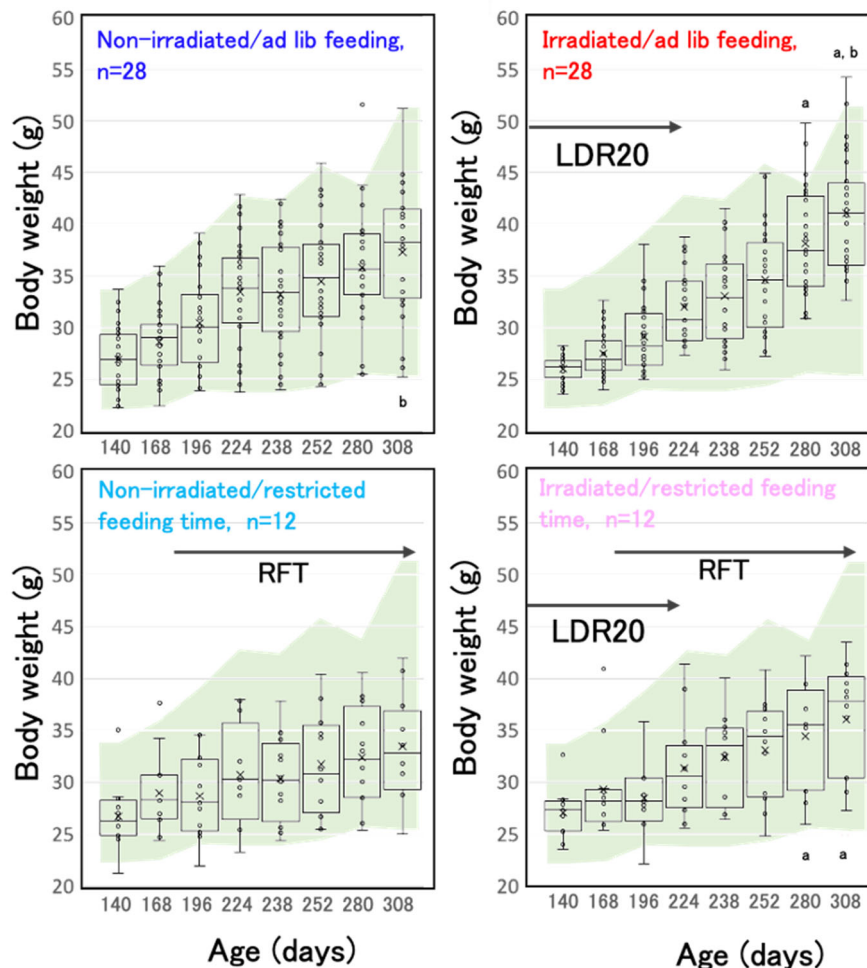 60
55
50
45
40
35
30
25
20
Body weight (g)
Non-irradiated/ad lib feeding,
n=28
b
140 168 196 224 238 252 280 308
60
55
50
45
40
35
30
25
20
Body weight (g)
Irradiated/ad lib feeding,
n=28
a, b
a
LDR20
140 168 196 224 238 252 280 308
60
55
50
45
40
35
30
25
20
Body weight (g)
Non-irradiated/restricted
feeding time, n=12
RFT
140 168 196 224 238 252 280 308
Age (days)
60
55
50
45
40
35
30
25
20
Body weight (g)
Irradiated/restricted feeding
time, n=12
RFT
LDR20
a a
140 168 196 224 238 252 280 308
Age (days)